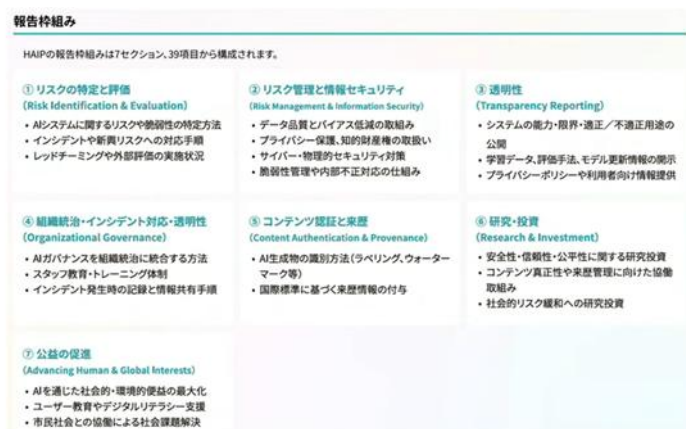 報告枠組み
HAIPの報告枠組みは7セクション、39項目から構成されます。
① リスクの特定と評価
(Risk Identification & Evaluation)
• AIシステムに関するリスクや脆弱性の特定方法
• インシデントや新興リスクへの対応手順
• レッドチーミングや外部評価の実施状況
② リスク管理と情報セキュリティ
(Risk Management & Information Security)
• データ品質とバイアス低減の取組み
• プライバシー保護、知的財産権の取扱い
• サイバー・物理的セキュリティ対策
• 脆弱性管理や内部不正対応の仕組み
③ 透明性
(Transparency Reporting)
• システムの能力・限界・適正／不適正用途の
公開
• 学習データ、評価手法、モデル更新情報の開示
• プライバシーポリシーや利用者向け情報提供
④ 組織統治・インシデント対応・透明性
(Organizational Governance)
• AIガバナンスを組織統治に統合する方法
• スタッフ教育・トレーニング体制
• インシデント発生時の記録と情報共有手順
⑤ コンテンツ認証と来歴
(Content Authentication & Provenance)
• AI生成物の識別方法(ラベリング、ウォーター
マーク等)
• 国際標準に基づく来歴情報の付与
⑥ 研究・投資
(Research & Investment)
• 安全性・信頼性・公平性に関する研究投資
• コンテンツ真正性や来歴管理に向けた協働
取組み
• 社会的リスク緩和への研究投資
⑦ 公益の促進
(Advancing Human & Global Interests)
• AIを通じた社会的・環境的便益の最大化
• ユーザー教育やデジタルリテラシー支援
• 市民社会との協働による社会課題解決